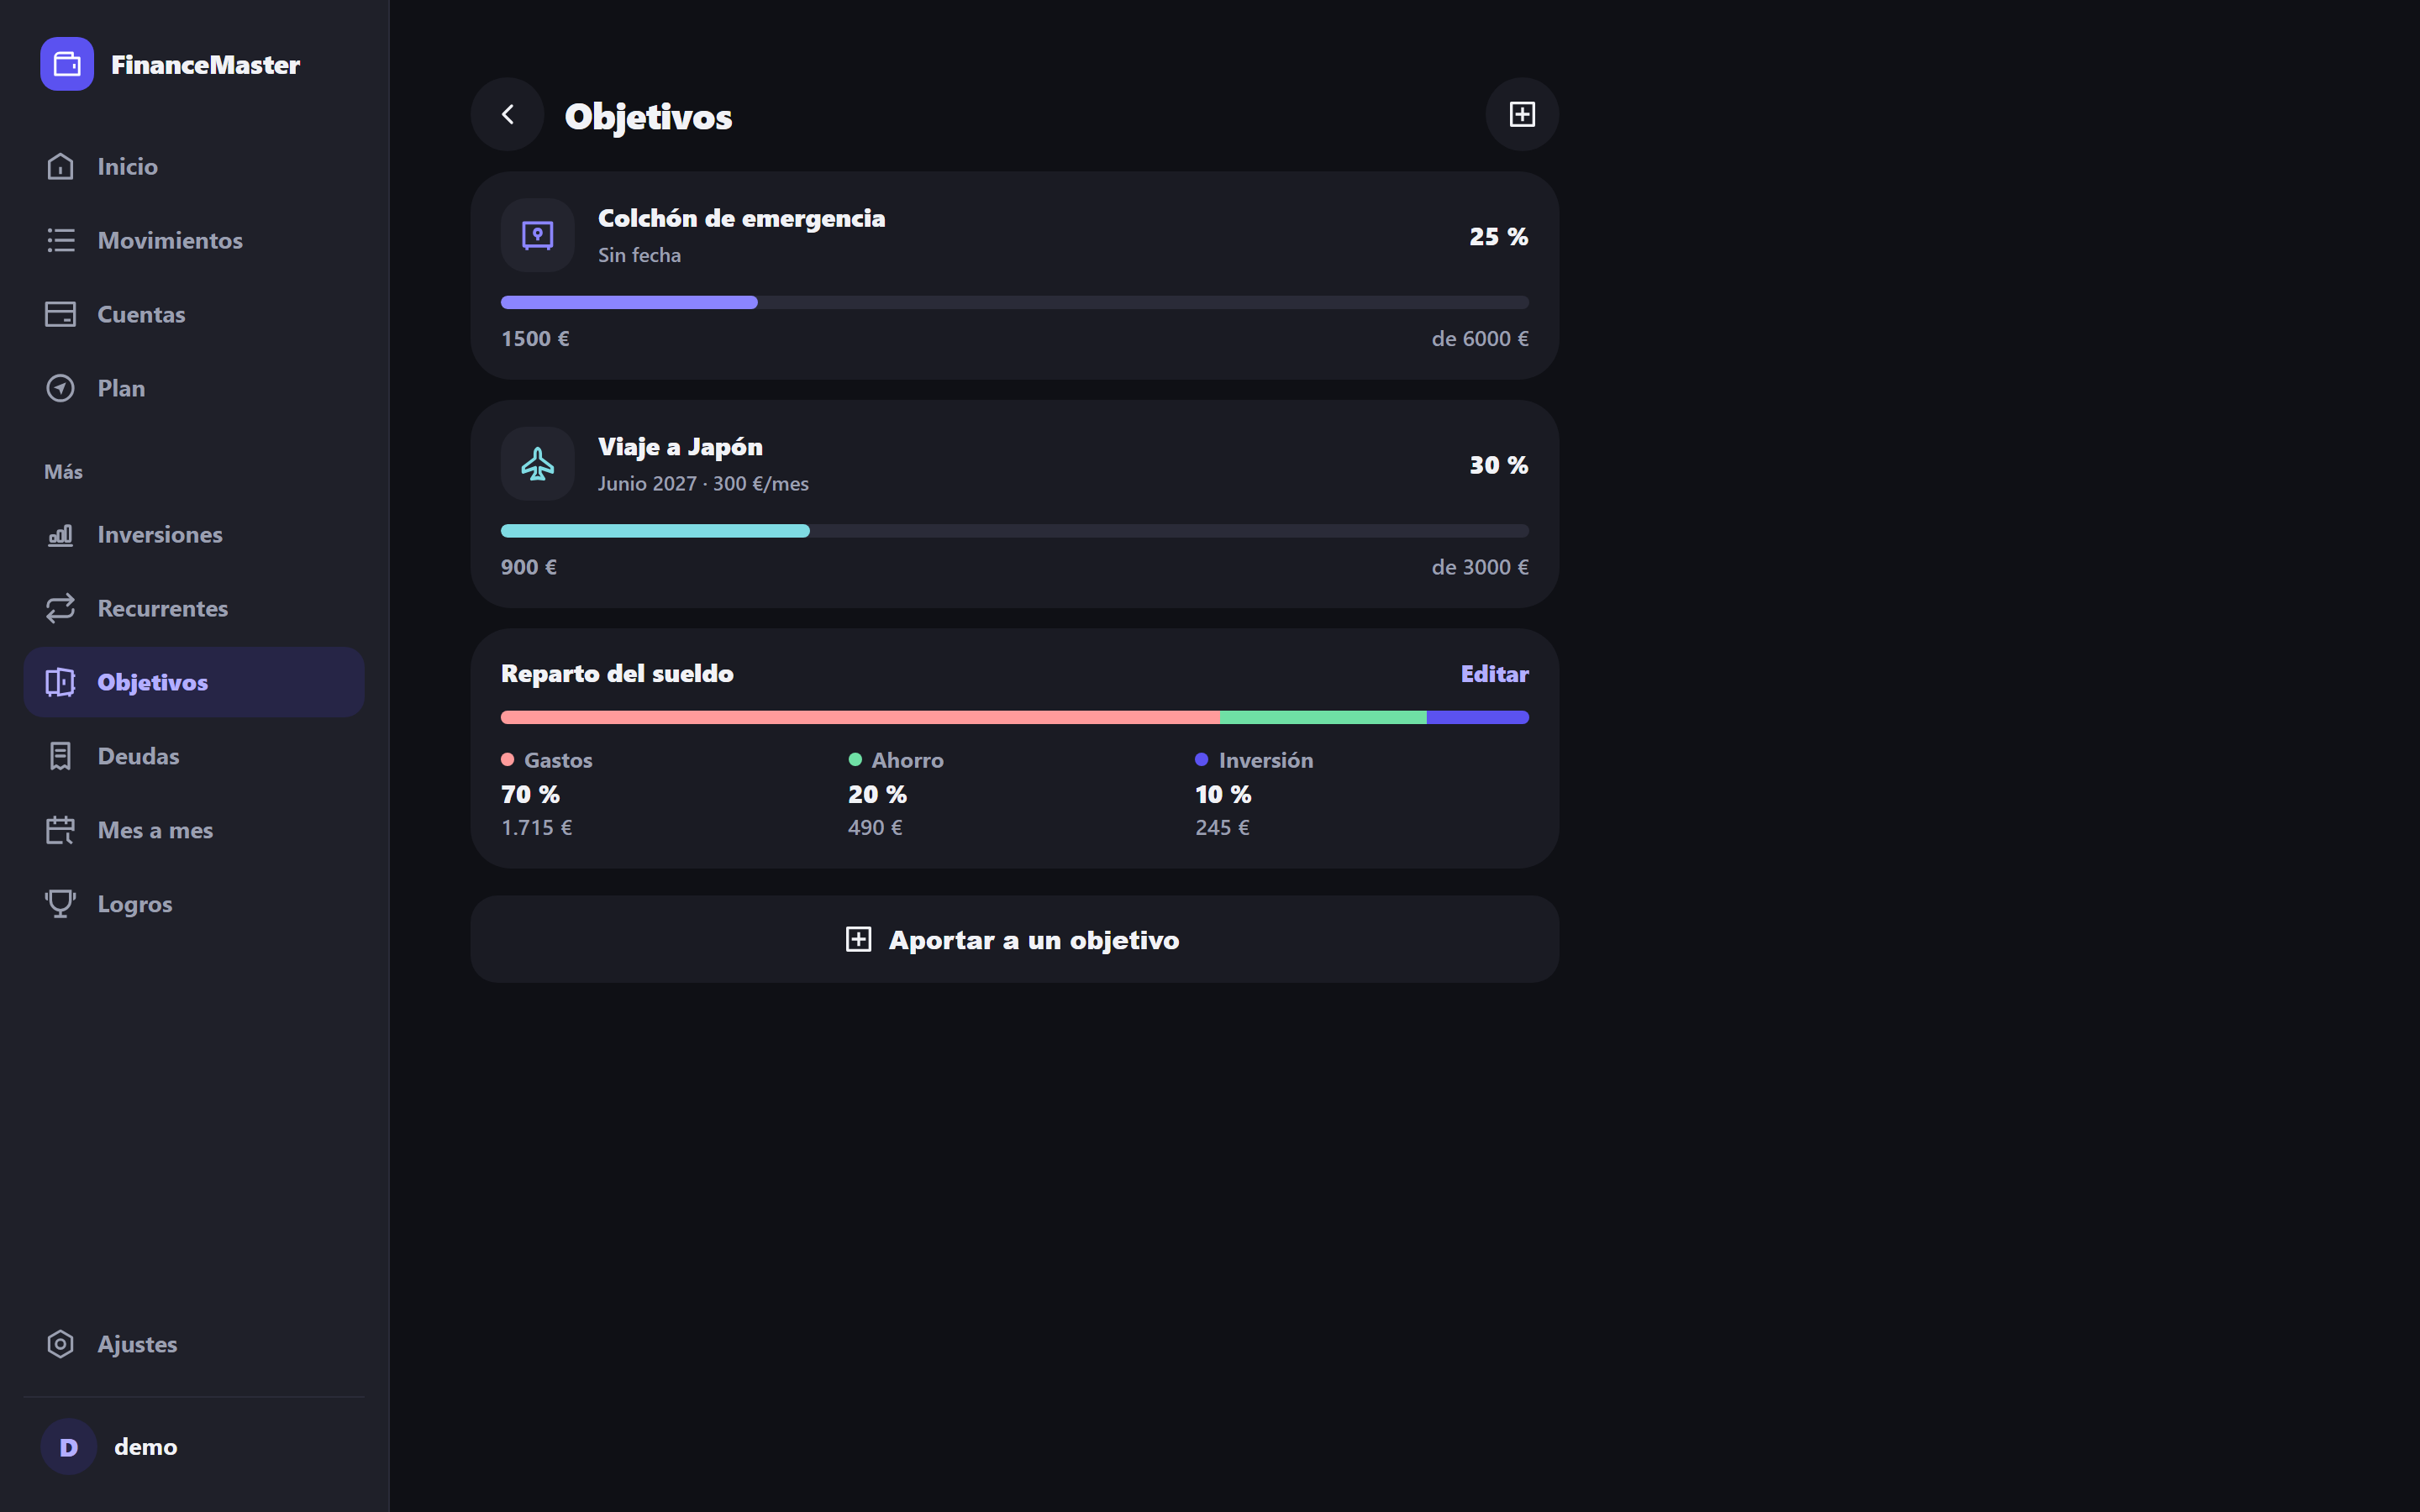 FinanceMaster
Inicio
Movimientos
Cuentas
Plan
Más
Inversiones
Recurrentes
Objetivos
Deudas
Mes a mes
Logros
Ajustes
D
demo
Objetivos
Colchón de emergencia
Sin fecha
25 %
1500 €
de 6000 €
Viaje a Japón
Junio 2027 · 300 €/mes
30 %
900 €
de 3000 €
Reparto del sueldo
Editar
Gastos
70 %
1.715 €
Ahorro
20 %
490 €
Inversión
10 %
245 €
Aportar a un objetivo